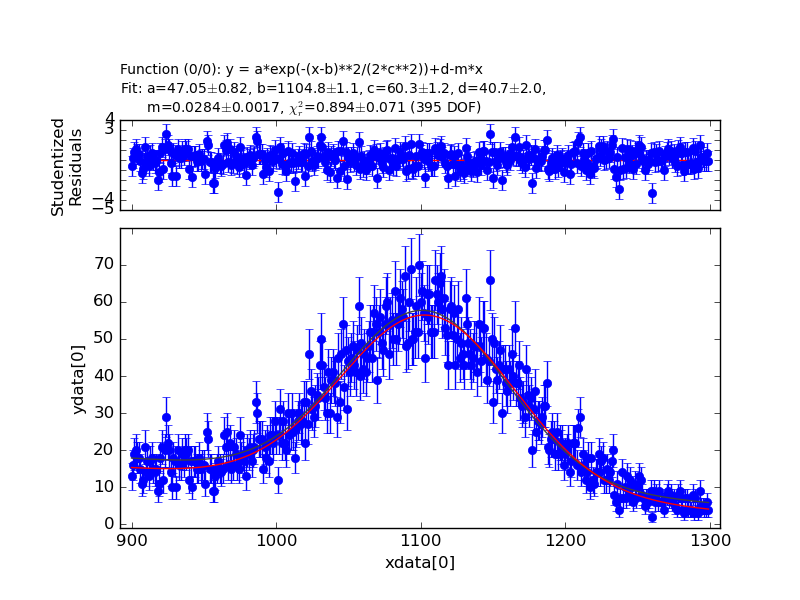 Function (0/0): y = a*exp(-(x-b)**2/(2*c**2))+d-m*x
Fit: a=47.05±0.82, b=1104.8±1.1, c=60.3±1.2, d=40.7±2.0,
m=0.0284±0.0017, χ²ᵣ=0.894±0.071 (395 DOF)
Studentized
Residuals
4
3
−4
−5
ydata[0]
70
60
50
40
30
20
10
0
900 1000 1100 1200 1300
xdata[0]